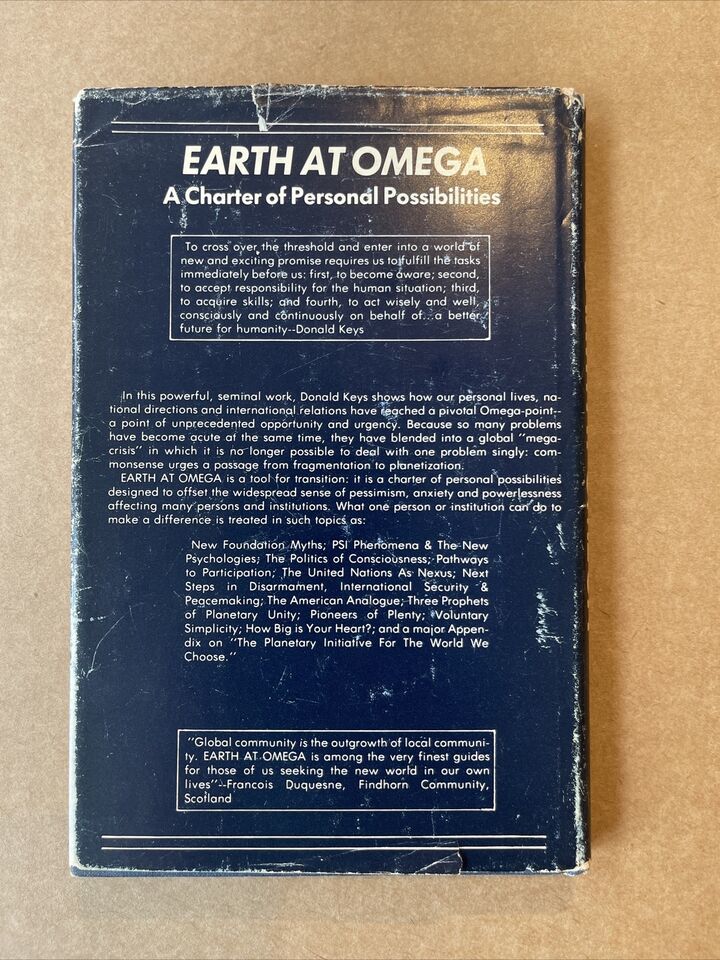 EARTH AT OMEGA
A Charter of Personal Possibilities
To cross over the threshold and enter into a world of
new and exciting promise requires us to fulfill the tasks
immediately before us: first, to become aware; second,
to accept responsibility for the human situation; third,
to acquire skills; and fourth, to act wisely and well,
consciously and continuously on behalf of...a better
future for humanity--Donald Keys
In this powerful, seminal work, Donald Keys shows how our personal lives, na-
tional directions and international relations have reached a pivotal Omega-point--
a point of unprecedented opportunity and urgency. Because so many problems
have become acute at the same time, they have blended into a global "mega-
crisis" in which it is no longer possible to deal with one problem singly: com-
monsense urges a passage from fragmentation to planetization.
EARTH AT OMEGA is a tool for transition: it is a charter of personal possibilities
designed to offset the widespread sense of pessimism, anxiety and powerlessness
affecting many persons and institutions. What one person or institution can do to
make a difference is treated in such topics as:
New Foundation Myths; PSI Phenomena & The New
Psychologies; The Politics of Consciousness; Pathways
to Participation; The United Nations As Nexus; Next
Steps in Disarmament, International Security &
Peacemaking; The American Analogue; Three Prophets
of Planetary Unity; Pioneers of Plenty; Voluntary
Simplicity; How Big is Your Heart?; and a major Appen-
dix on "The Planetary Initiative For The World We
Choose."
"Global community is the outgrowth of local communi-
ty. EARTH AT OMEGA is among the very finest guides
for those of us seeking the new world in our own
lives"--Francois Duquesne, Findhorn Community,
Scotland